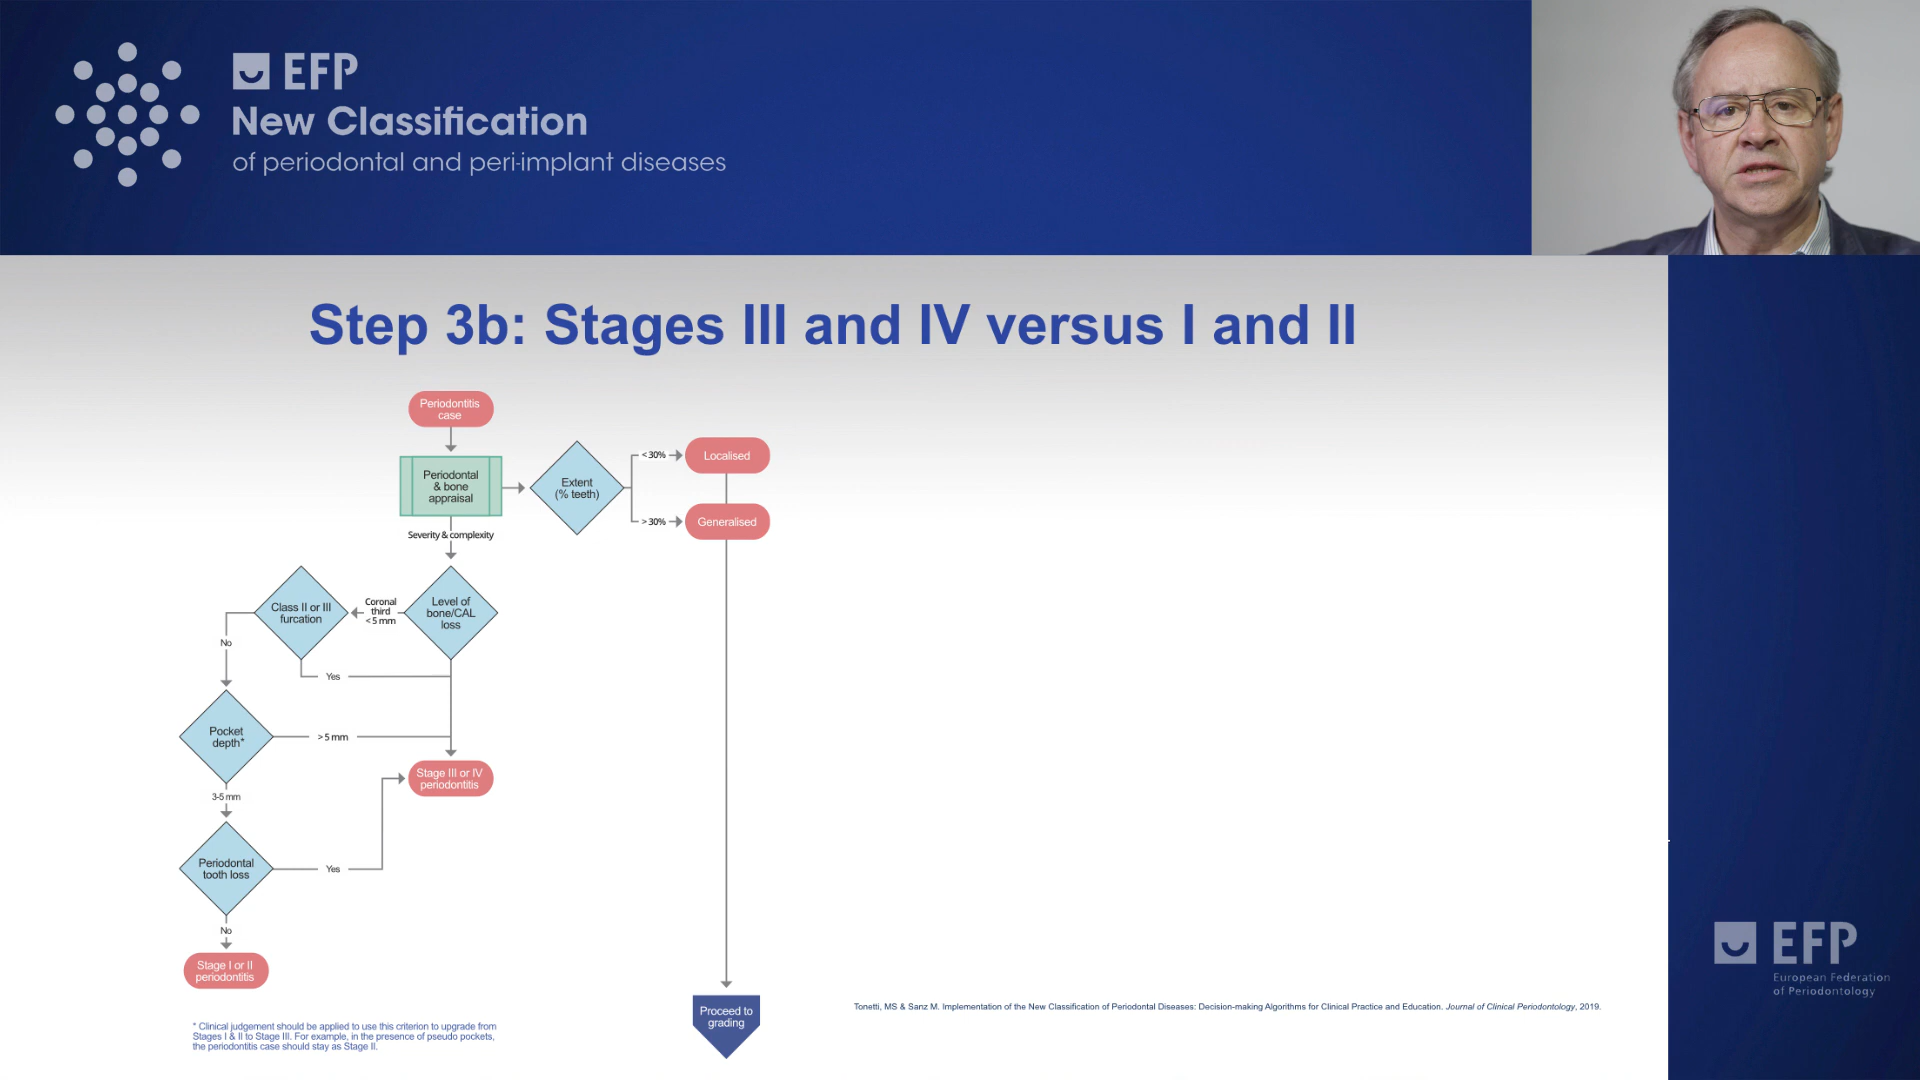 EFP
New Classification
of periodontal and peri-implant diseases
Step 3b: Stages III and IV versus I and II
Periodontitis
case
Periodontal
& bone
appraisal
Extent
(% teeth)
< 30%
Localised
> 30%
Generalised
Severity & complexity
Class II or III
furcation
Coronal
third
< 5 mm
Level of
bone/CAL
loss
No
Yes
Pocket
depth*
> 5 mm
Stage III or IV
periodontitis
3-5 mm
Periodontal
tooth loss
Yes
No
Stage I or II
periodontitis
Proceed to
grading
* Clinical judgement should be applied to use this criterion to upgrade from
Stages I & II to Stage III. For example, in the presence of pseudo pockets,
the periodontitis case should stay as Stage II.
Tonetti, MS & Sanz M. Implementation of the New Classification of Periodontal Diseases: Decision-making Algorithms for Clinical Practice and Education. Journal of Clinical Periodontology, 2019.
EFP
European Federation
of Periodontology